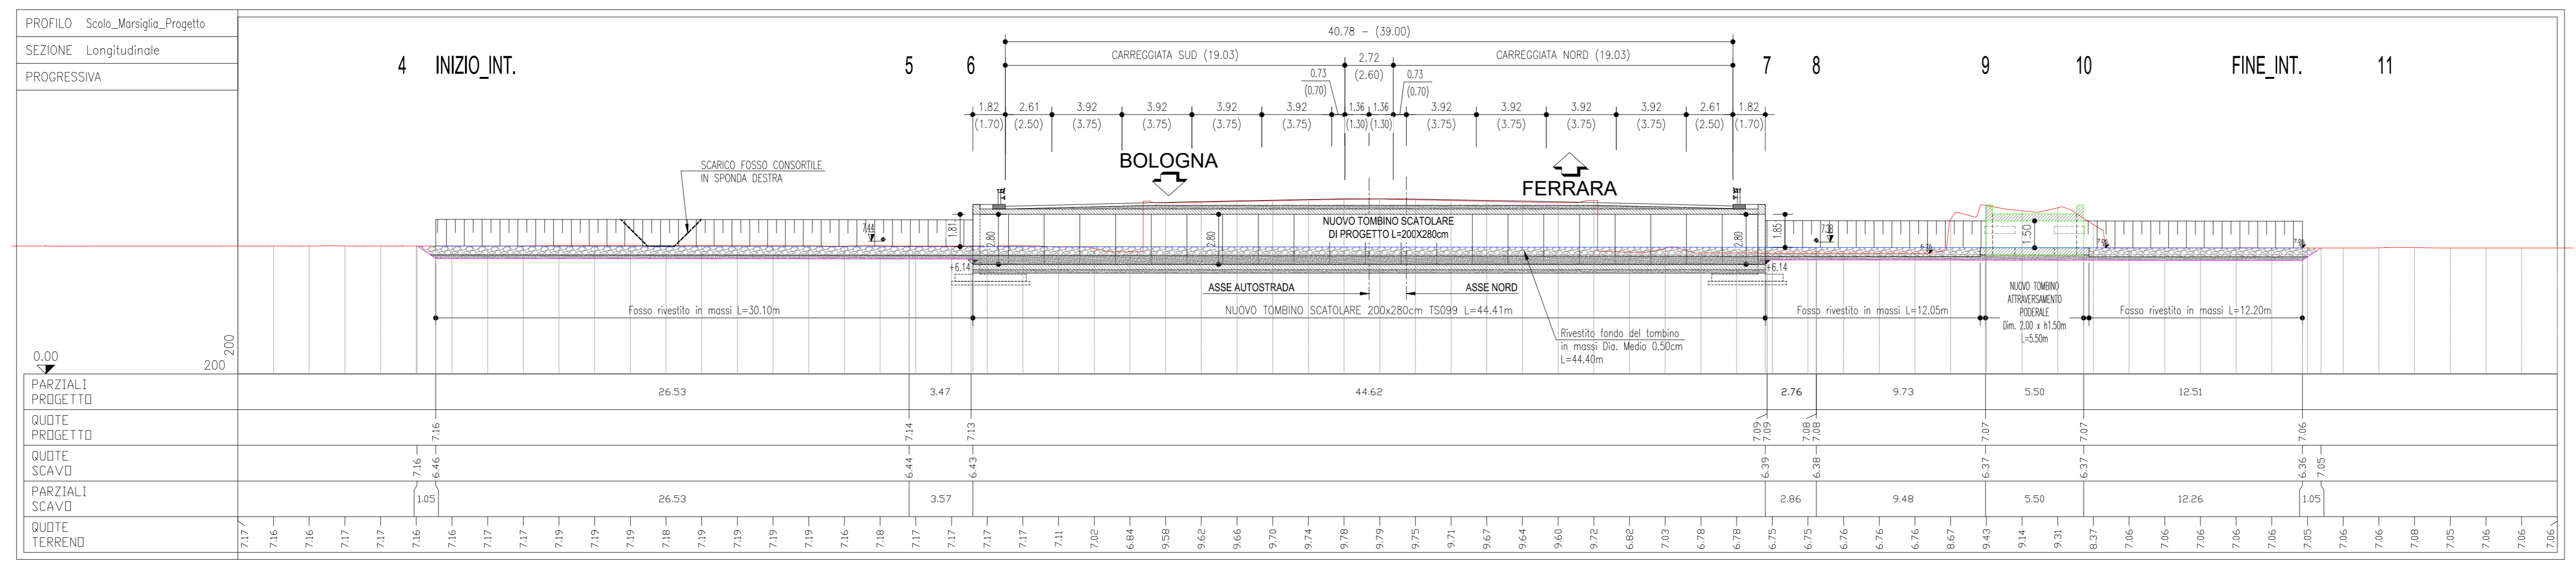 PROFILO Scolo_Marsiglia_Progetto
SEZIONE Longitudinale
PROGRESSIVA
4 INIZIO_INT. 5 6 7 8 9 10 FINE_INT. 11
40.78 - (39.00)
CARREGGIATA SUD (19.03) 2.72 CARREGGIATA NORD (19.03)
(2.60)
0.73 0.73
(0.70) (0.70)
1.82 2.61 3.92 3.92 3.92 3.92 1.36 1.36 3.92 3.92 3.92 3.92 2.61 1.82
(1.70) (2.50) (3.75) (3.75) (3.75) (3.75) (1.30) (1.30) (3.75) (3.75) (3.75) (3.75) (2.50) (1.70)
SCARICO FOSSO CONSORTILE
IN SPONDA DESTRA
BOLOGNA
FERRARA
NUOVO TOMBINO SCATOLARE
DI PROGETTO L=200X280cm
7.44 1.81 2.80 2.80 2.80 1.85 7.38 6.76 1.50 7.06 7.06
+6.14 +6.14
ASSE AUTOSTRADA ASSE NORD
Fosso rivestito in massi L=30.10m
NUOVO TOMBINO SCATOLARE 200x280cm TS099 L=44.41m
Fosso rivestito in massi L=12.05m
NUOVO TOMBINO
ATTRAVERSAMENTO
PODERALE
Dim. 2.00 x h1.50m
L=5.50m
Fosso rivestito in massi L=12.20m
Rivestito fondo del tombino
in massi Dia. Medio 0.50cm
L=44.40m
0.00
200
200
PARZIALI
PROGETTO
26.53 3.47 44.62 2.76 9.73 5.50 12.51
QUOTE
PROGETTO
7.16 7.14 7.13 7.09 7.09 7.08 7.08 7.07 7.07 7.06
QUOTE
SCAVO
7.16 6.46 6.44 6.43 6.39 6.38 6.37 6.37 6.36 7.05
PARZIALI
SCAVO
1.05 26.53 3.57 2.86 9.48 5.50 12.26 1.05
QUOTE
TERRENO
7.17 7.16 7.16 7.17 7.17 7.16 7.16 7.17 7.17 7.19 7.19 7.19 7.18 7.19 7.19 7.19 7.19 7.16 7.18 7.17 7.17 7.17 7.17 7.11 7.02 6.84 9.58 9.62 9.66 9.70 9.74 9.78 9.79 9.75 9.71 9.67 9.64 9.60 9.72 6.82 7.03 6.78 6.78 6.75 6.75 6.76 6.76 6.76 8.67 9.43 9.14 9.31 8.37 7.06 7.06 7.06 7.06 7.06 7.05 7.06 7.06 7.08 7.05 7.06 7.06 7.06